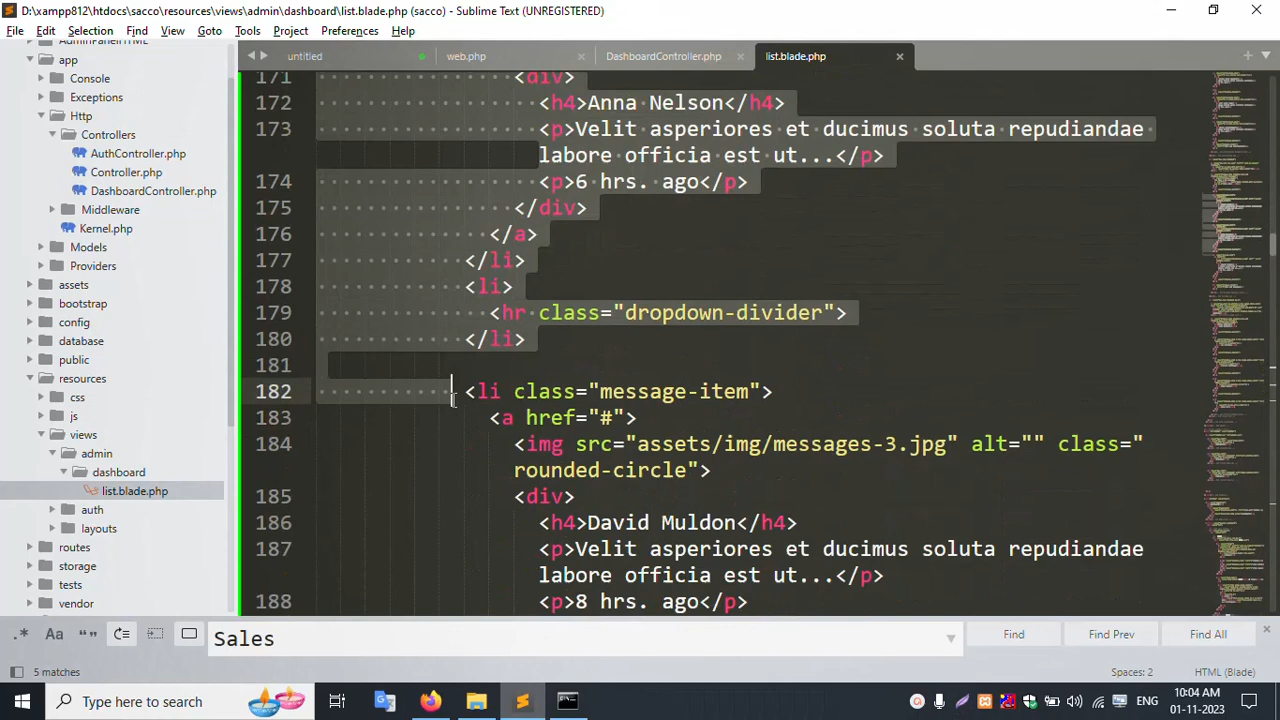 D:\xampp812\htdocs\sacco\resources\views\admin\dashboard\list.blade.php (sacco) - Sublime Text (UNREGISTERED)
File Edit Selection Find View Goto Tools Project Preferences Help
untitled web.php DashboardController.php list.blade.php
app
Console
Exceptions
Http
Controllers
AuthController.php
Controller.php
DashboardController.php
Middleware
Kernel.php
Models
Providers
assets
bootstrap
config
database
public
resources
css
js
views
admin
dashboard
list.blade.php
auth
layouts
routes
storage
tests
vendor
171 <div>
172 <h4>Anna Nelson</h4>
173 <p>Velit asperiores et ducimus soluta repudiandae
labore officia est ut...</p>
174 <p>6 hrs. ago</p>
175 </div>
176 </a>
177 </li>
178 <li>
179 <hr class="dropdown-divider">
180 </li>
181
182 <li class="message-item">
183 <a href="#">
184 <img src="assets/img/messages-3.jpg" alt="" class="
rounded-circle">
185 <div>
186 <h4>David Muldon</h4>
187 <p>Velit asperiores et ducimus soluta repudiandae
labore officia est ut...</p>
188 <p>8 hrs. ago</p>
.* Aa “” Sales Find Find Prev Find All
5 matches Spaces: 2 HTML (Blade)
Type here to search
ENG
10:04 AM
01-11-2023